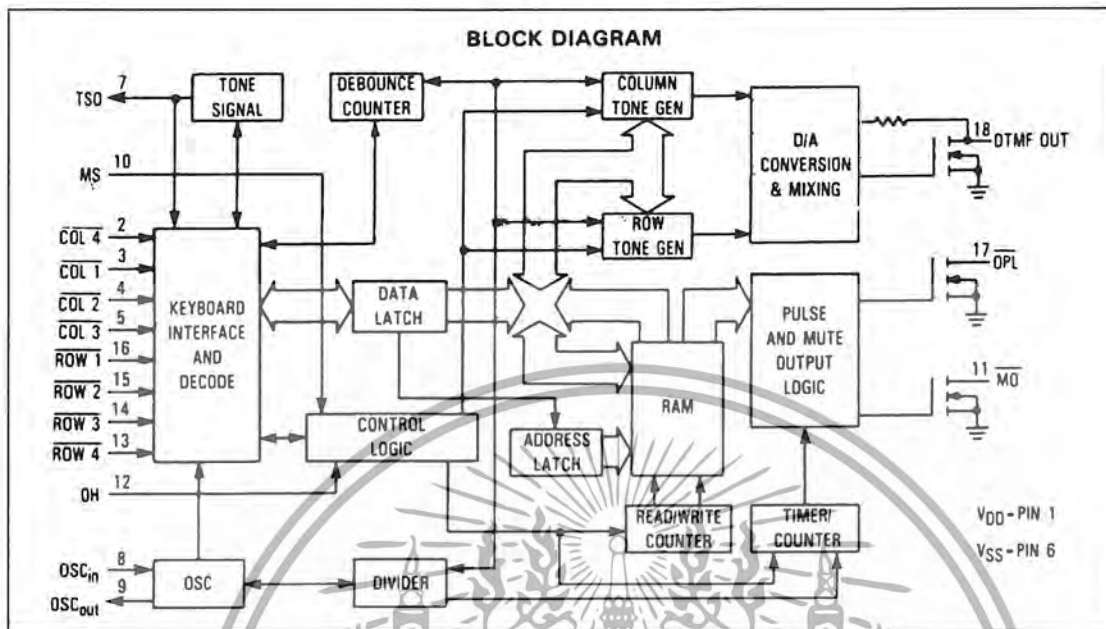 BLOCK DIAGRAM
7
TSO
TONE
SIGNAL
DEBOUNCE
COUNTER
COLUMN
TONE GEN
D/A
CONVERSION
& MIXING
18
DTMF OUT
10
MS
ROW
TONE GEN
2
COL 4
3
COL 1
4
COL 2
5
COL 3
16
ROW 1
15
ROW 2
14
ROW 3
13
ROW 4
12
OH
KEYBOARD
INTERFACE
AND
DECODE
DATA
LATCH
CONTROL
LOGIC
ADDRESS
LATCH
RAM
PULSE
AND MUTE
OUTPUT
LOGIC
17
OPL
11
MO
READ/WRITE
COUNTER
TIMER/
COUNTER
VDD-PIN 1
VSS-PIN 6
8
OSCin
9
OSCout
OSC
DIVIDER